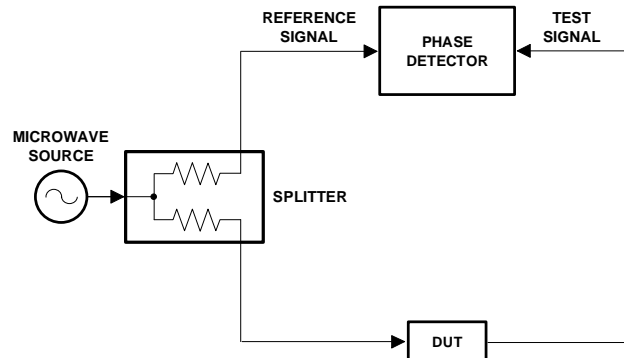 REFERENCE
SIGNAL
PHASE
DETECTOR
TEST
SIGNAL
MICROWAVE
SOURCE
SPLITTER
DUT